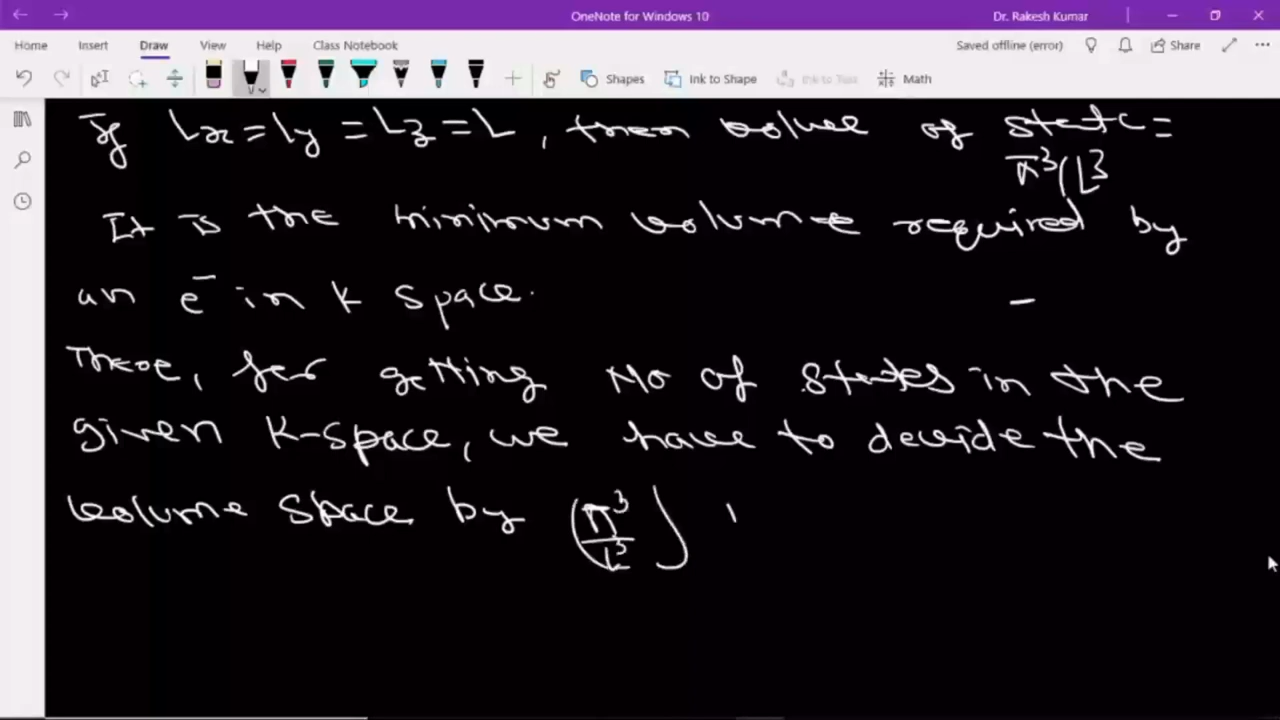 OneNote for Windows 10
Dr. Rakesh Kumar
Home Insert Draw View Help Class Notebook
Saved offline (error) Share
Shapes Ink to Shape Ink to Text Math
If Lx = Ly = Lz = L , then volume of state =
π³/L³
It is the minimum volume required by
an e⁻ in k space.
There, for getting No of states in the
given K-space, we have to devide the
volume space by (π³/L³)